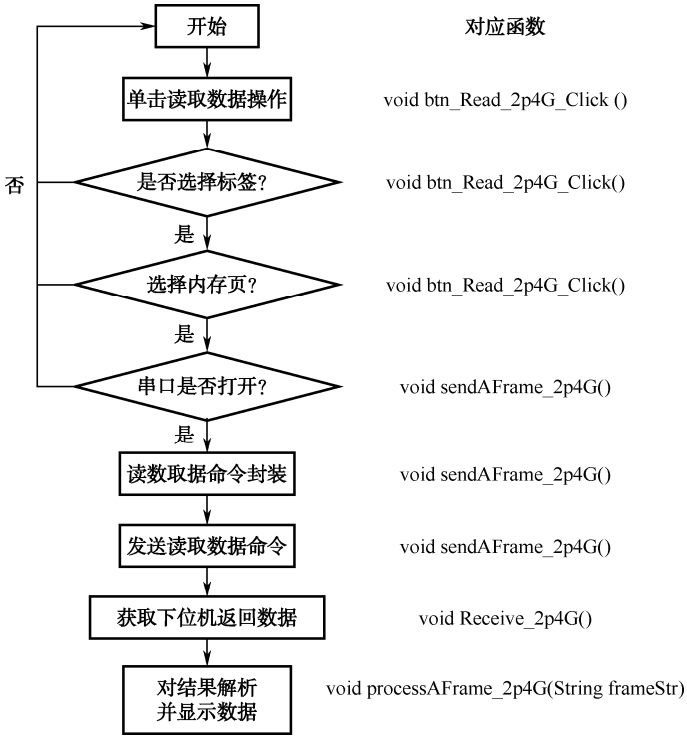 开始
对应函数
单击读取数据操作
void btn_Read_2p4G_Click ()
否
是否选择标签?
void btn_Read_2p4G_Click()
是
选择内存页?
void btn_Read_2p4G_Click()
是
串口是否打开?
void sendAFrame_2p4G()
是
读数取据命令封装
void sendAFrame_2p4G()
发送读取数据命令
void sendAFrame_2p4G()
获取下位机返回数据
void Receive_2p4G()
对结果解析
并显示数据
void processAFrame_2p4G(String frameStr)